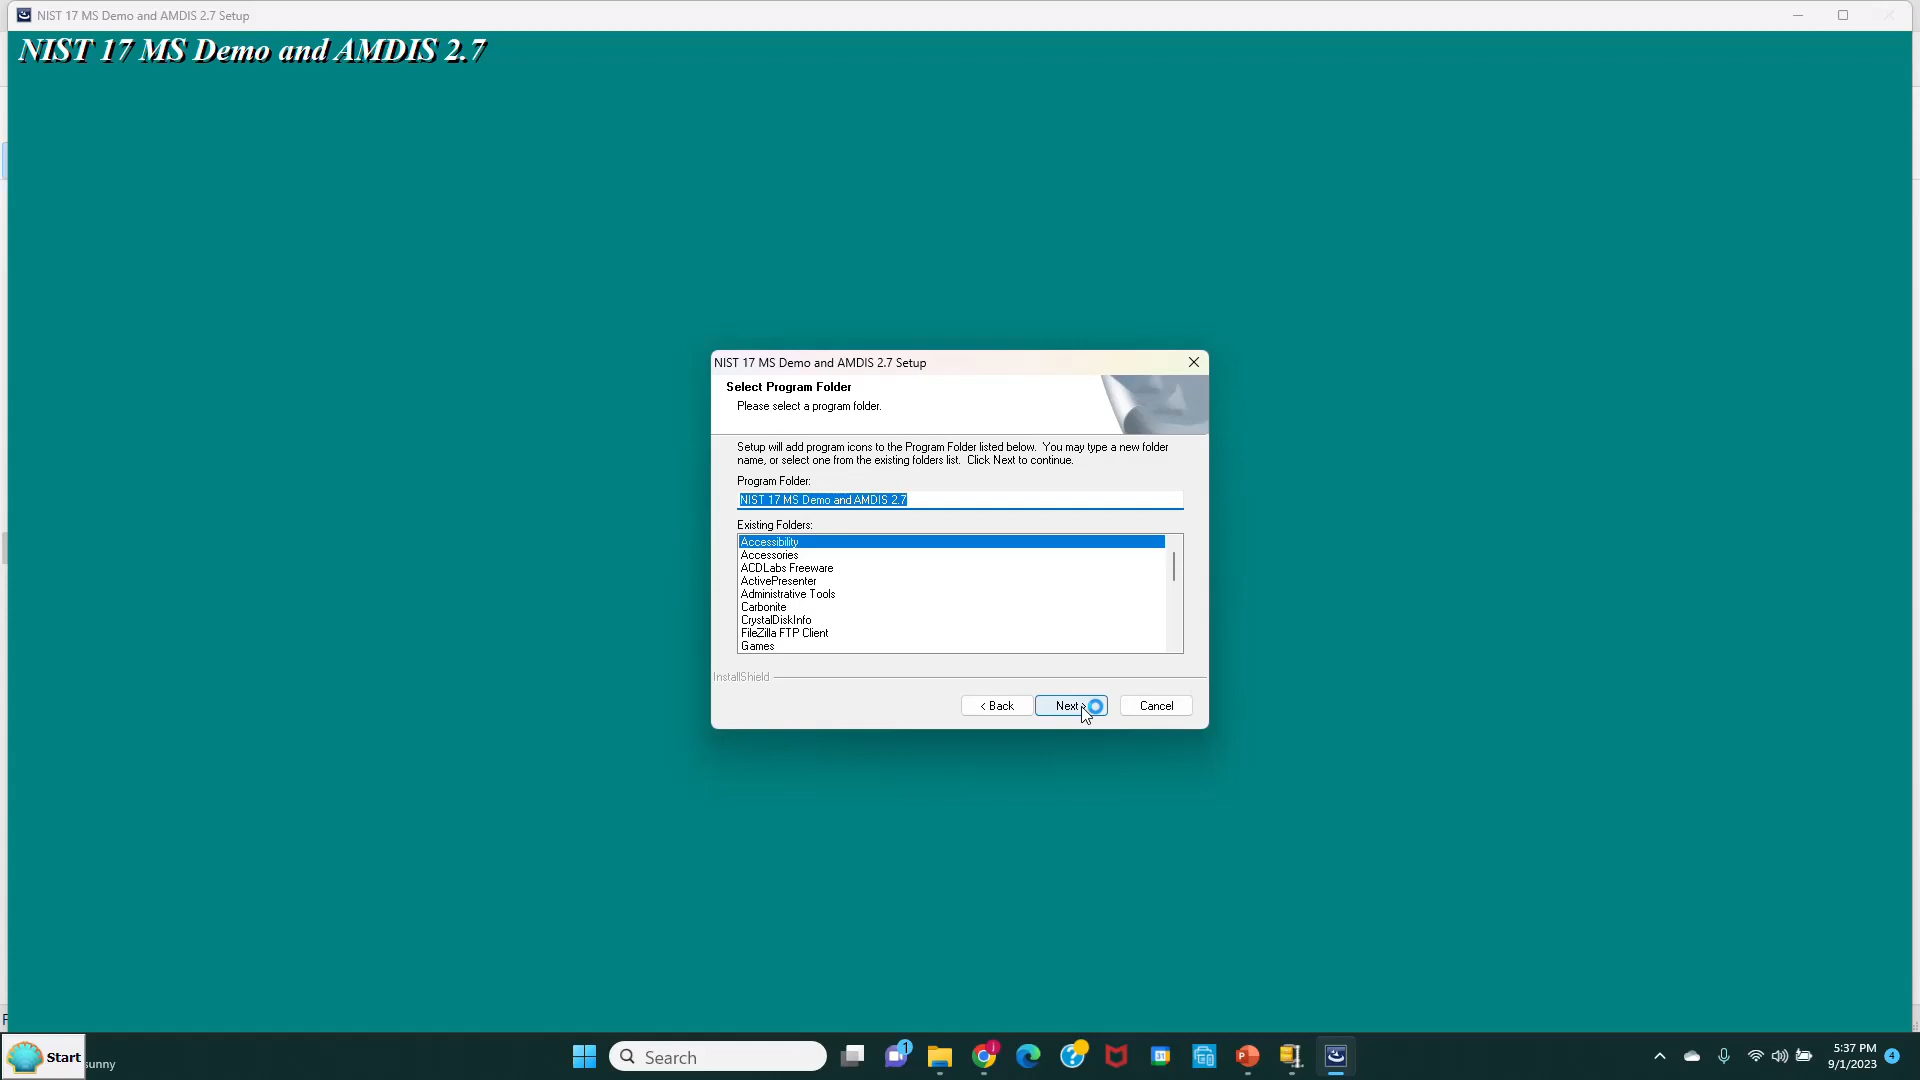 NIST 17 MS Demo and AMDIS 2.7 Setup
NIST 17 MS Demo and AMDIS 2.7
NIST 17 MS Demo and AMDIS 2.7 Setup
Select Program Folder
Please select a program folder.
Setup will add program icons to the Program Folder listed below. You may type a new folder
name, or select one from the existing folders list. Click Next to continue.
Program Folder:
NIST 17 MS Demo and AMDIS 2.7
Existing Folders:
Accessibility
Accessories
ACDLabs Freeware
ActivePresenter
Administrative Tools
Carbonite
CrystalDiskInfo
FileZilla FTP Client
Games
InstallShield
< Back
Next >
Cancel
Start
sunny
Search
1
31
P
5:37 PM
9/1/2023
4